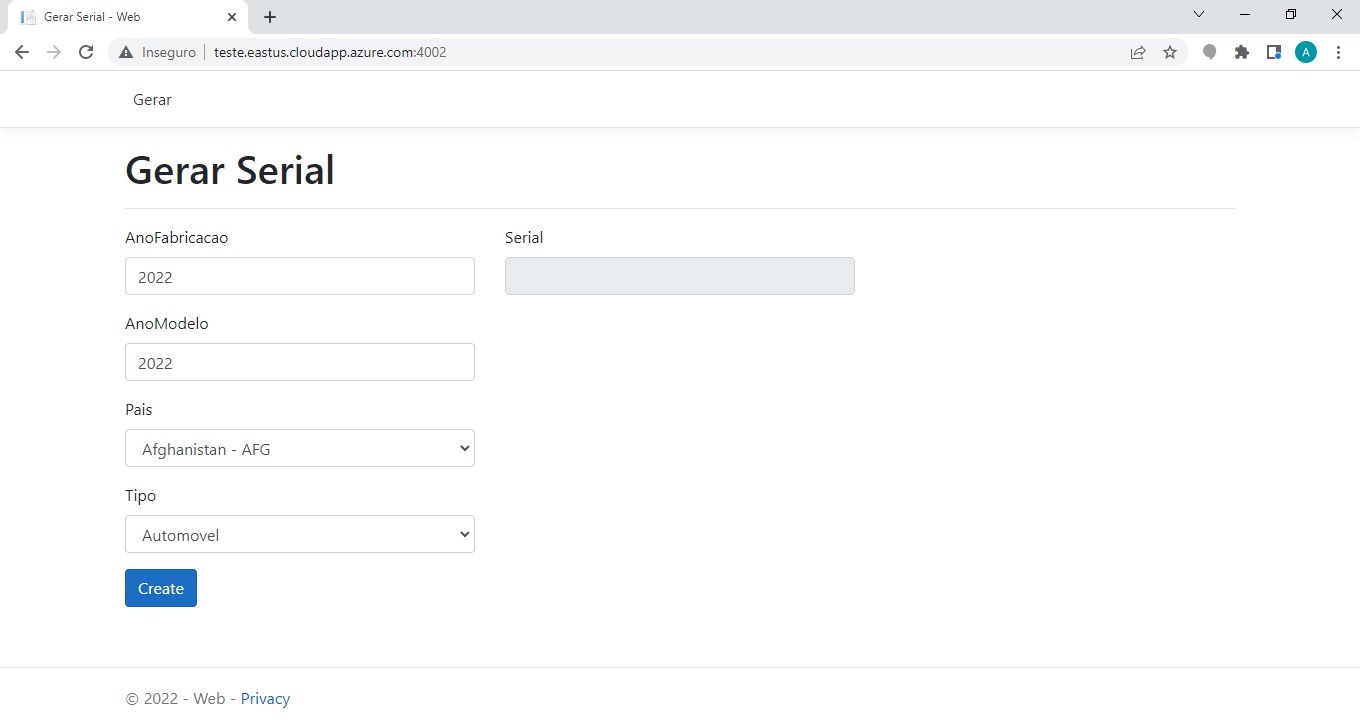 Gerar Serial - Web
Inseguro | teste.eastus.cloudapp.azure.com:4002
A
Gerar
Gerar Serial
AnoFabricacao
2022
Serial
AnoModelo
2022
Pais
Afghanistan - AFG
Tipo
Automovel
Create
© 2022 - Web - Privacy